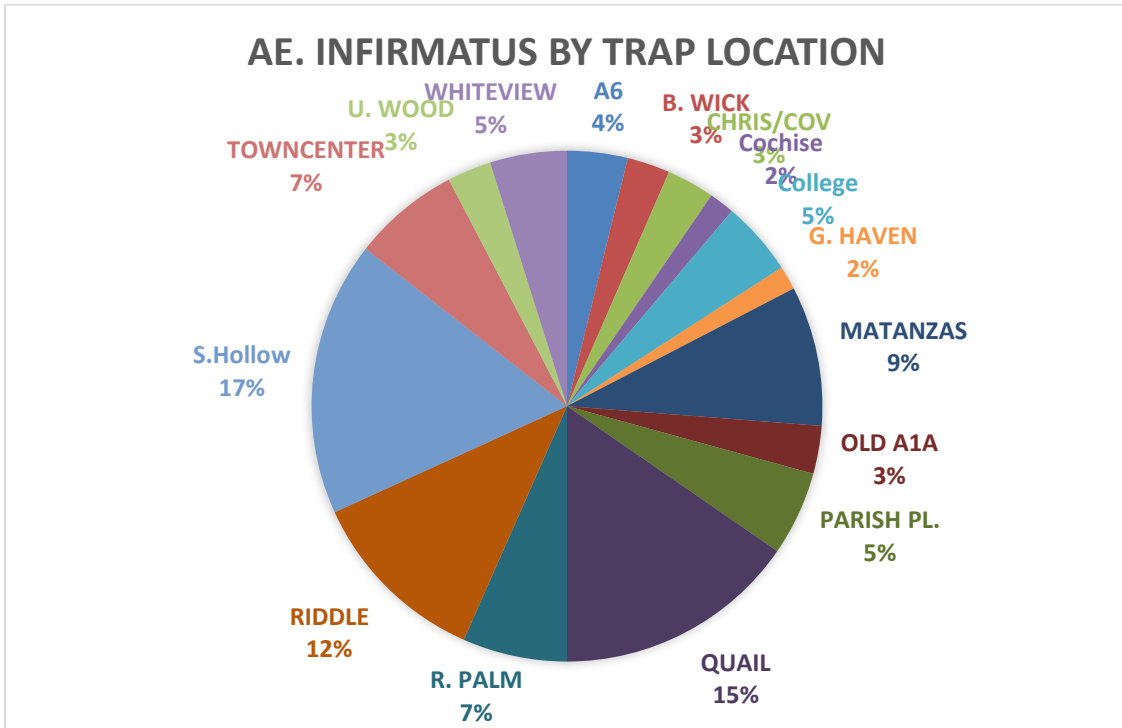 AE. INFIRMATUS BY TRAP LOCATION
A6
4%
B. WICK
3%
CHRIS/COV
3%
Cochise
2%
College
5%
G. HAVEN
2%
MATANZAS
9%
OLD A1A
3%
PARISH PL.
5%
QUAIL
15%
R. PALM
7%
RIDDLE
12%
S.Hollow
17%
TOWNCENTER
7%
U. WOOD
3%
WHITEVIEW
5%